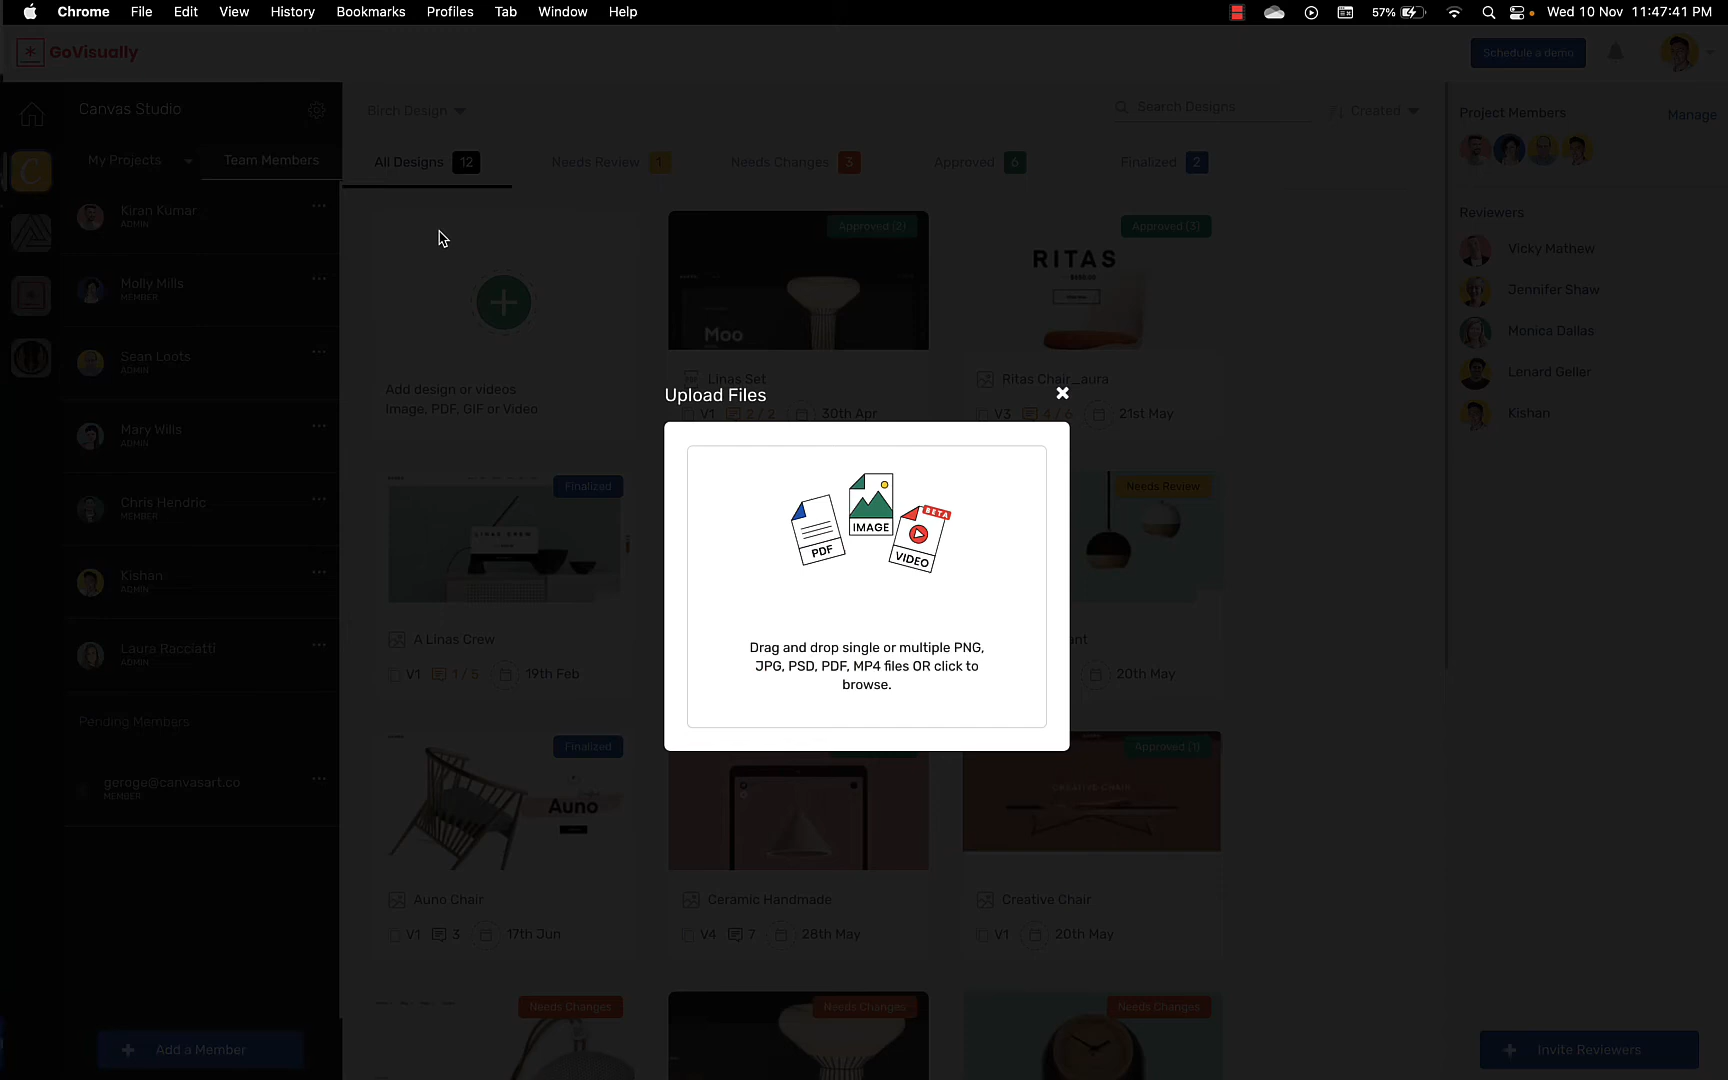 Chrome File Edit View History Bookmarks Profiles Tab Window Help 57% Wed 10 Nov 11:47:41 PM
GoVisually
Schedule a demo
Canvas Studio
My Projects
Team Members
Kiran Kumar
ADMIN
Molly Mills
MEMBER
Sean Loots
ADMIN
Mary Wills
ADMIN
Chris Hendric
MEMBER
Kishan
ADMIN
Laura Racciatti
ADMIN
Pending Members
geroge@canvasart.co
MEMBER
Add a Member
Birch Design
Search Designs
Created
All Designs 12
Needs Review 1
Needs Changes 3
Approved 6
Finalized 2
Add design or videos
Image, PDF, GIF or Video
Approved (2)
Moo
Linas Set
V1 2 / 2 30th Apr
Approved (3)
RITAS
Ritas Chair_aura
V3 4 / 6 21st May
Upload Files
PDF
IMAGE
BETA
VIDEO
Drag and drop single or multiple PNG,
JPG, PSD, PDF, MP4 files OR click to
browse.
Finalized
LINAS CREW
A Linas Crew
V1 1 / 5 19th Feb
Needs Review
ant
20th May
Finalized
Auno
Auno Chair
V1 3 17th Jun
Ceramic Handmade
V4 7 28th May
Approved (1)
CREATIVE CHAIR
Creative Chair
V1 20th May
Needs Changes
Needs Changes
Needs Changes
Project Members
Manage
Reviewers
Vicky Mathew
Jennifer Shaw
Monica Dallas
Lenard Geller
Kishan
Invite Reviewers